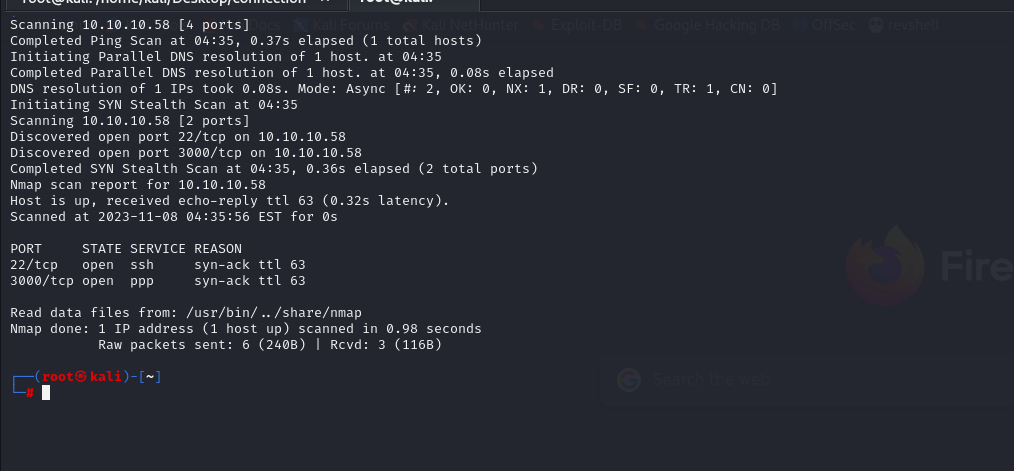 root@kali: /home/kali/Desktop/connection
root@kali:
Docs Kali Forums Kali NetHunter Exploit-DB Google Hacking DB OffSec revshell
Scanning 10.10.10.58 [4 ports]
Completed Ping Scan at 04:35, 0.37s elapsed (1 total hosts)
Initiating Parallel DNS resolution of 1 host. at 04:35
Completed Parallel DNS resolution of 1 host. at 04:35, 0.08s elapsed
DNS resolution of 1 IPs took 0.08s. Mode: Async [#: 2, OK: 0, NX: 1, DR: 0, SF: 0, TR: 1, CN: 0]
Initiating SYN Stealth Scan at 04:35
Scanning 10.10.10.58 [2 ports]
Discovered open port 22/tcp on 10.10.10.58
Discovered open port 3000/tcp on 10.10.10.58
Completed SYN Stealth Scan at 04:35, 0.36s elapsed (2 total ports)
Nmap scan report for 10.10.10.58
Host is up, received echo-reply ttl 63 (0.32s latency).
Scanned at 2023-11-08 04:35:56 EST for 0s
PORT     STATE SERVICE REASON
22/tcp   open  ssh     syn-ack ttl 63
3000/tcp open  ppp     syn-ack ttl 63
Fire
Read data files from: /usr/bin/../share/nmap
Nmap done: 1 IP address (1 host up) scanned in 0.98 seconds
Raw packets sent: 6 (240B) | Rcvd: 3 (116B)
┌──(root㉿kali)-[~]
└─#
Search the web